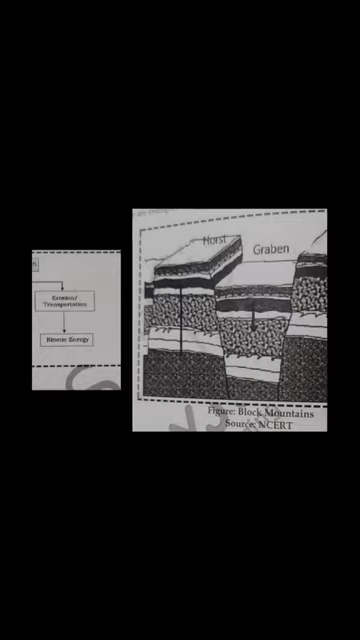 Erosion/
Transportation
Kinetic Energy
Horst
Graben
Figure: Block Mountains
Source: NCERT